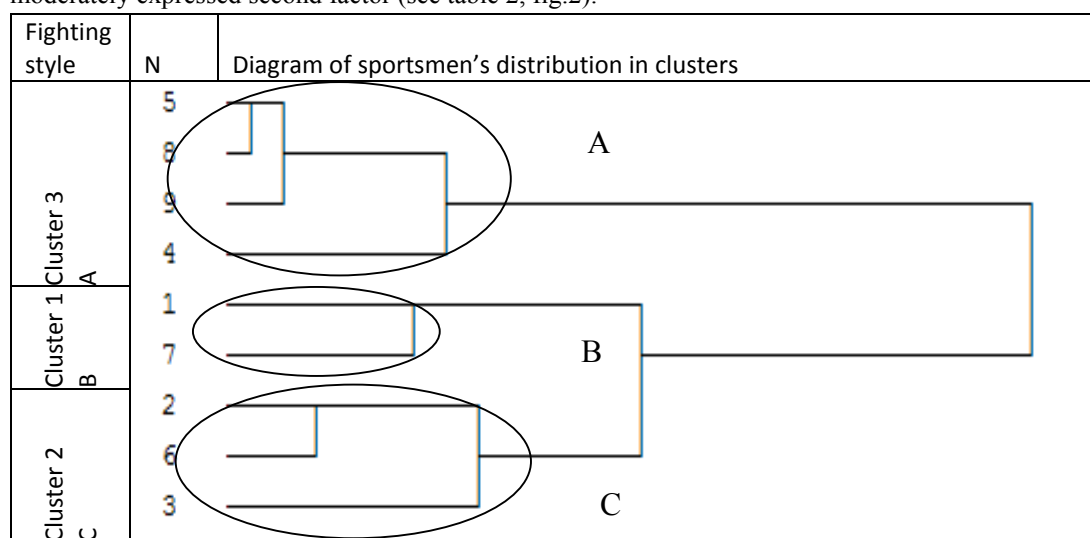 moderately expressed second factor (see table 2, fig.2).
Fighting
style
N
Diagram of sportsmen's distribution in clusters
Cluster 3
A
5
8
9
4
A
Cluster 1
B
1
7
B
Cluster 2
C
2
6
3
C